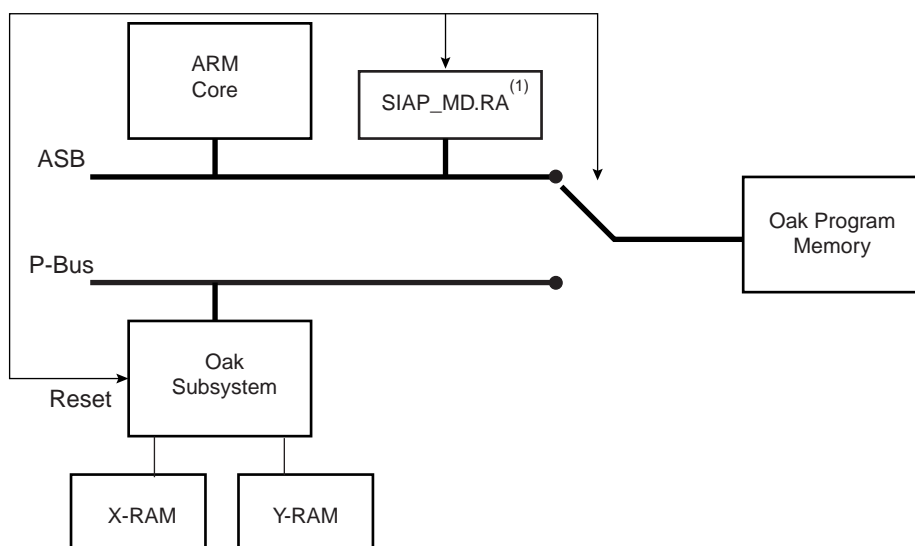 ARM
Core
SIAP_MD.RA(1)
ASB
Oak Program
Memory
P-Bus
Oak
Subsystem
Reset
X-RAM
Y-RAM